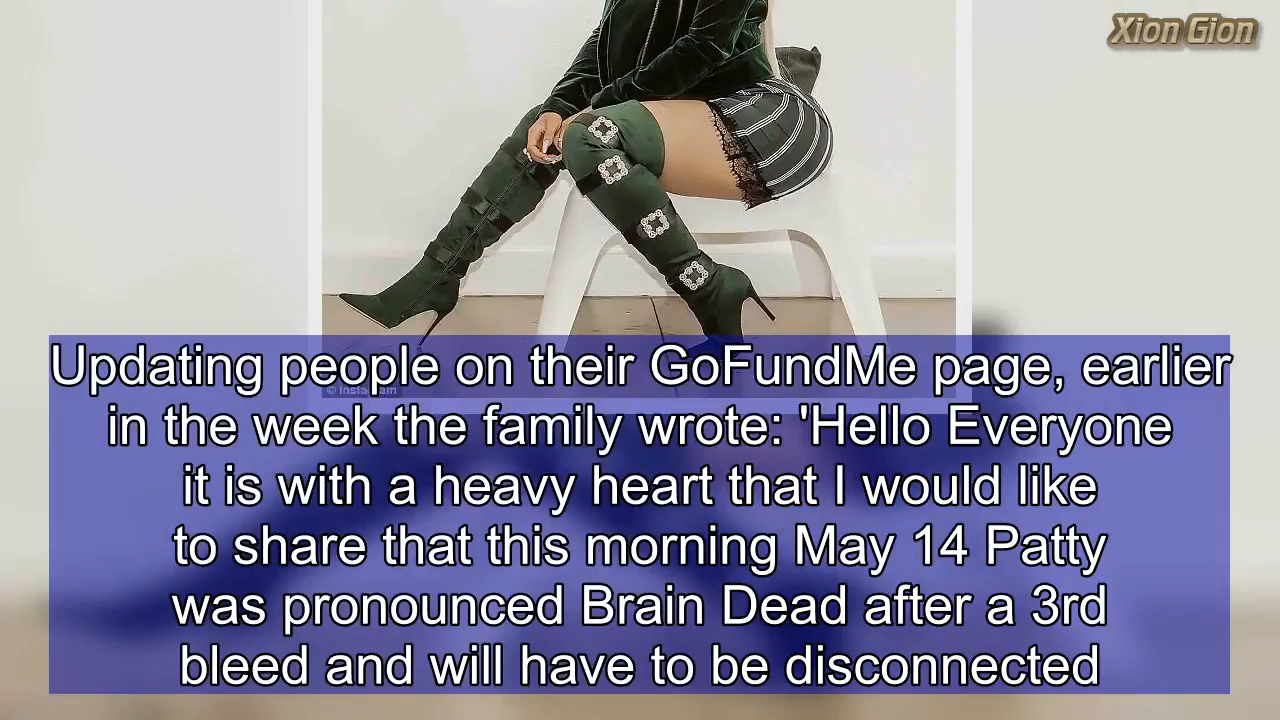 Xion Gion
© Instagram
Updating people on their GoFundMe page, earlier
in the week the family wrote: 'Hello Everyone
it is with a heavy heart that I would like
to share that this morning May 14 Patty
was pronounced Brain Dead after a 3rd
bleed and will have to be disconnected